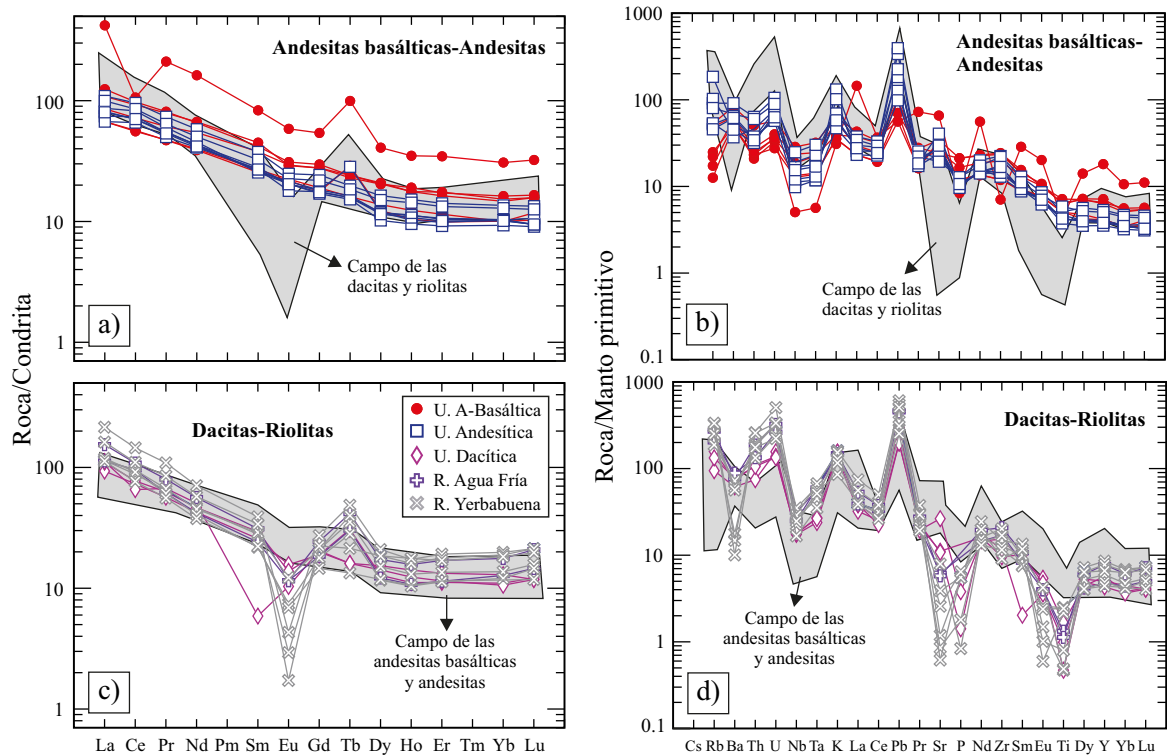 Roca/Condrita
100
10
1
Andesitas basálticas-Andesitas
Campo de las
dacitas y riolitas
a)
Roca/Manto primitivo
1000
100
10
1
0.1
Andesitas basálticas-
Andesitas
Campo de las
dacitas y riolitas
b)
100
10
1
Dacitas-Riolitas
U. A-Basáltica
U. Andesítica
U. Dacítica
R. Agua Fría
R. Yerbabuena
Campo de las
andesitas basálticas
y andesitas
c)
La Ce Pr Nd Pm Sm Eu Gd Tb Dy Ho Er Tm Yb Lu
1000
100
10
1
0.1
Dacitas-Riolitas
Campo de las
andesitas basálticas
y andesitas
d)
Cs Rb Ba Th U Nb Ta K La Ce Pb Pr Sr P Nd Zr Sm Eu Ti Dy Y Yb Lu